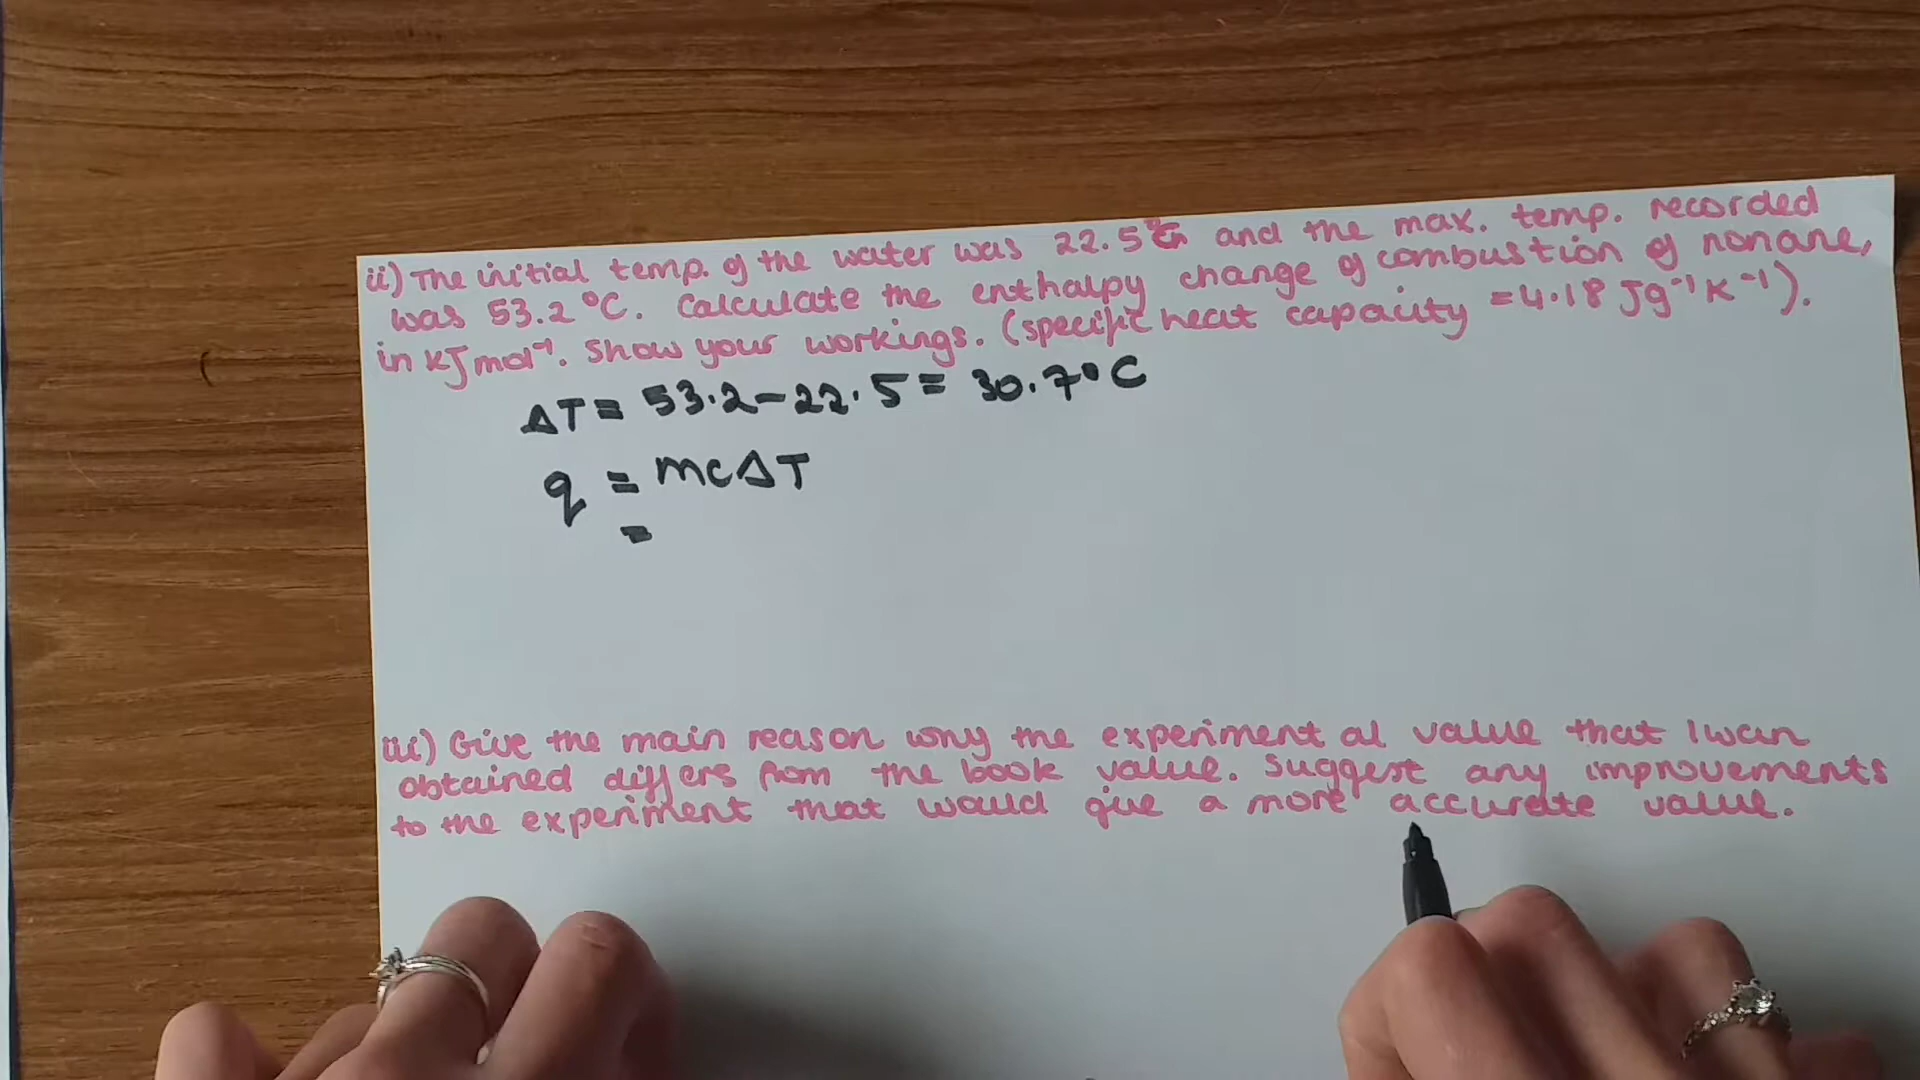 ii) The initial temp. of the water was 22.5°C and the max. temp. recorded
was 53.2°C. Calculate the enthalpy change of combustion of nonane,
in kJmol⁻¹. Show your workings. (specific heat capacity = 4.18 Jg⁻¹K⁻¹).
ΔT = 53.2-22.5 = 30.7°C
q = mcΔT
=
iii) Give the main reason why the experimental value that Iwan
obtained differs from the book value. Suggest any improvements
to the experiment that would give a more accurate value.